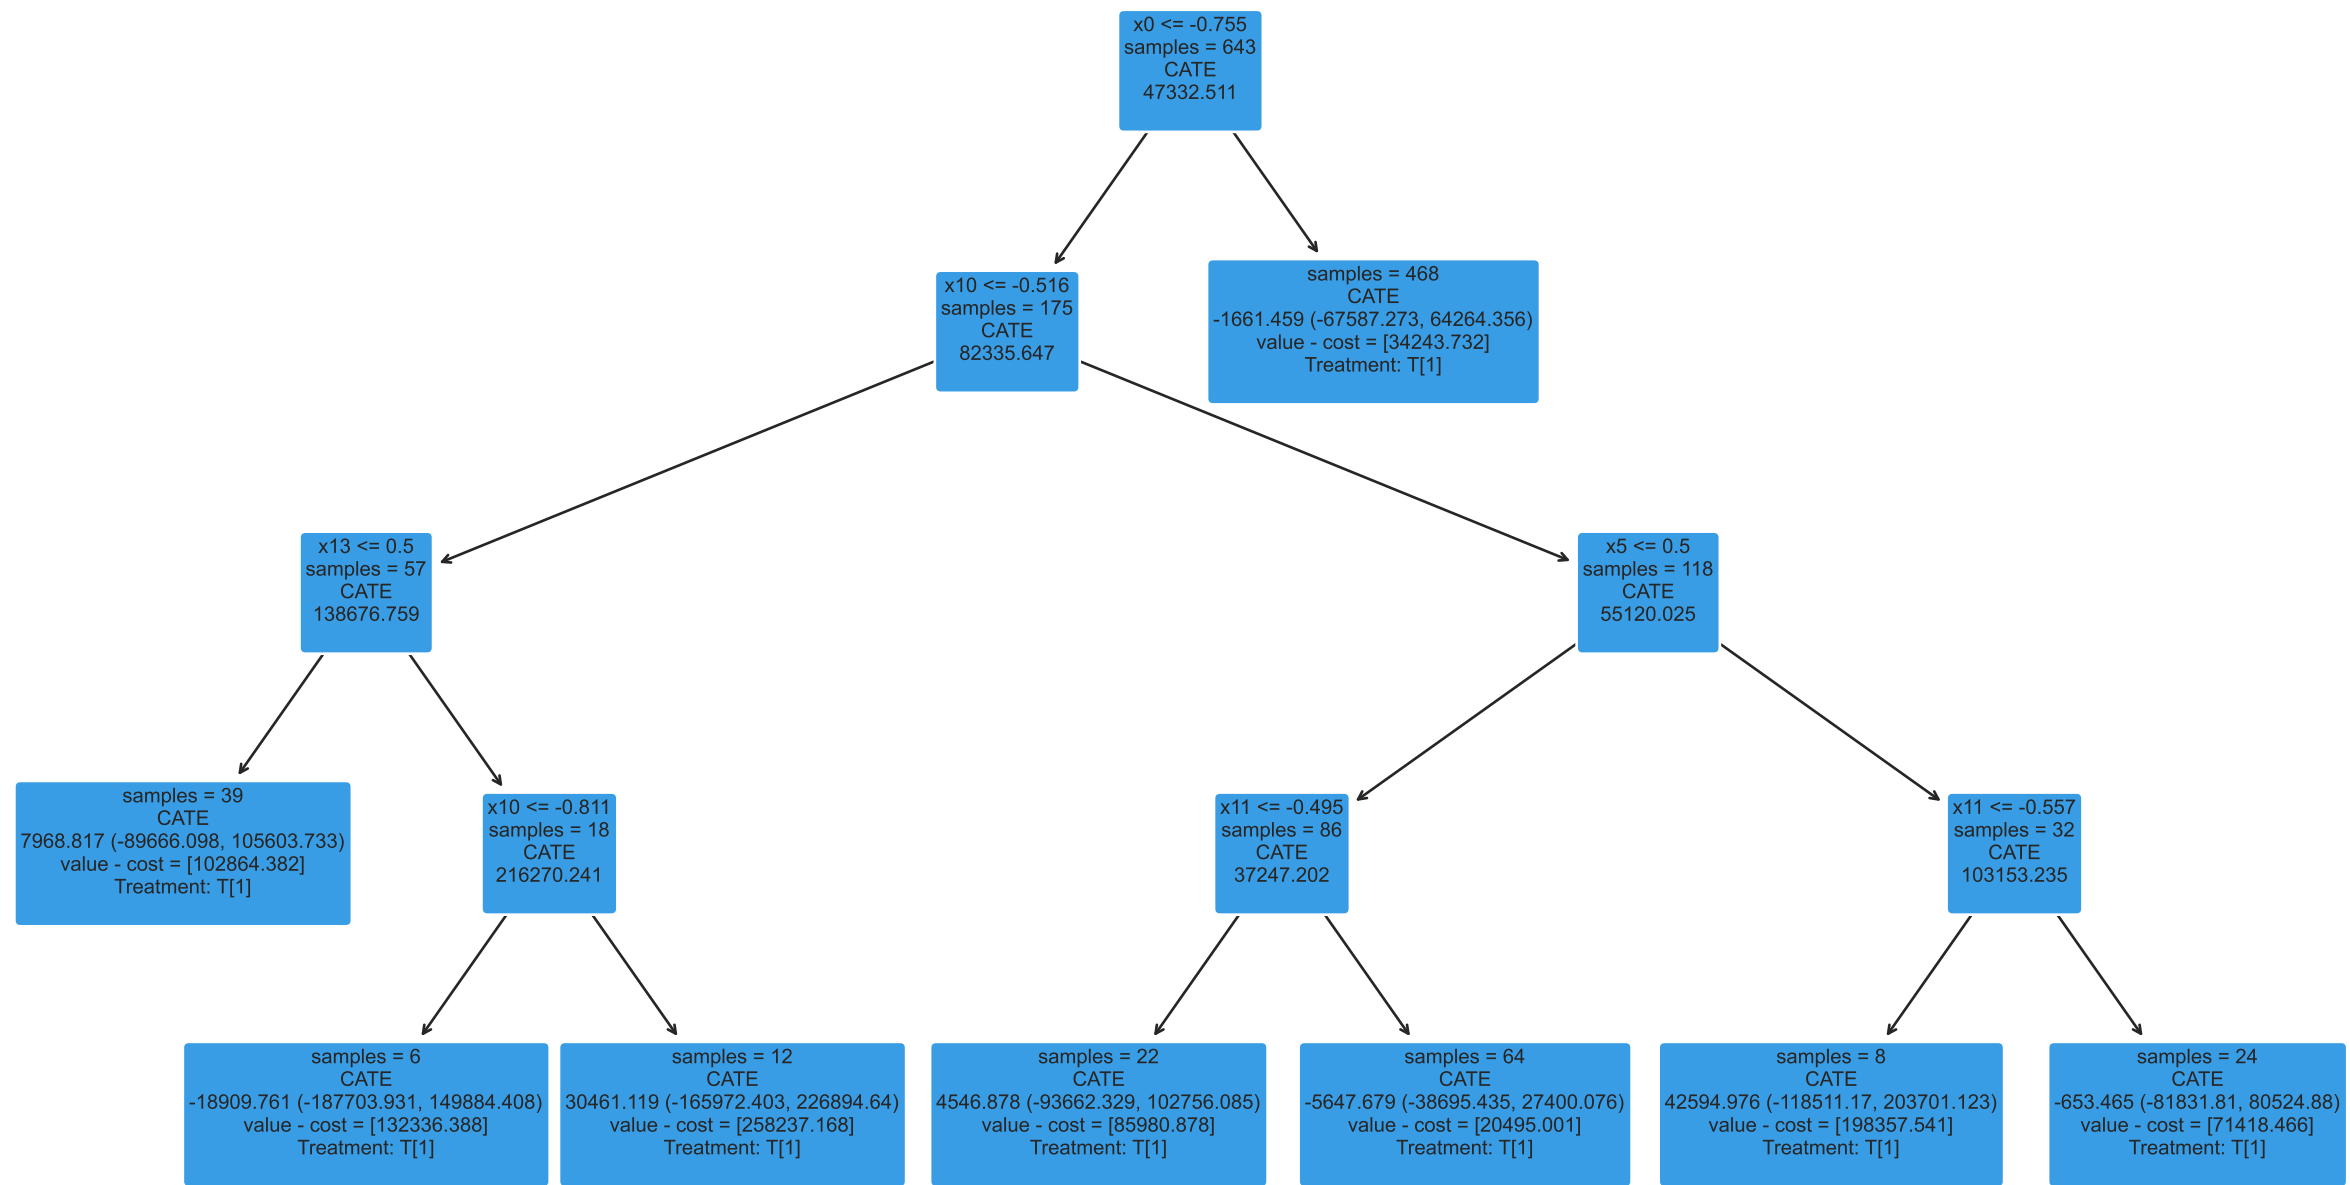 x0 <= -0.755
samples = 643
CATE
47332.511
x10 <= -0.516
samples = 175
CATE
82335.647
samples = 468
CATE
-1661.459 (-67587.273, 64264.356)
value - cost = [34243.732]
Treatment: T[1]
x13 <= 0.5
samples = 57
CATE
138676.759
x5 <= 0.5
samples = 118
CATE
55120.025
samples = 39
CATE
7968.817 (-89666.098, 105603.733)
value - cost = [102864.382]
Treatment: T[1]
x10 <= -0.811
samples = 18
CATE
216270.241
x11 <= -0.495
samples = 86
CATE
37247.202
x11 <= -0.557
samples = 32
CATE
103153.235
samples = 6
CATE
-18909.761 (-187703.931, 149884.408)
value - cost = [132336.388]
Treatment: T[1]
samples = 12
CATE
30461.119 (-165972.403, 226894.64)
value - cost = [258237.168]
Treatment: T[1]
samples = 22
CATE
4546.878 (-93662.329, 102756.085)
value - cost = [85980.878]
Treatment: T[1]
samples = 64
CATE
-5647.679 (-38695.435, 27400.076)
value - cost = [20495.001]
Treatment: T[1]
samples = 8
CATE
42594.976 (-118511.17, 203701.123)
value - cost = [198357.541]
Treatment: T[1]
samples = 24
CATE
-653.465 (-81831.81, 80524.88)
value - cost = [71418.466]
Treatment: T[1]